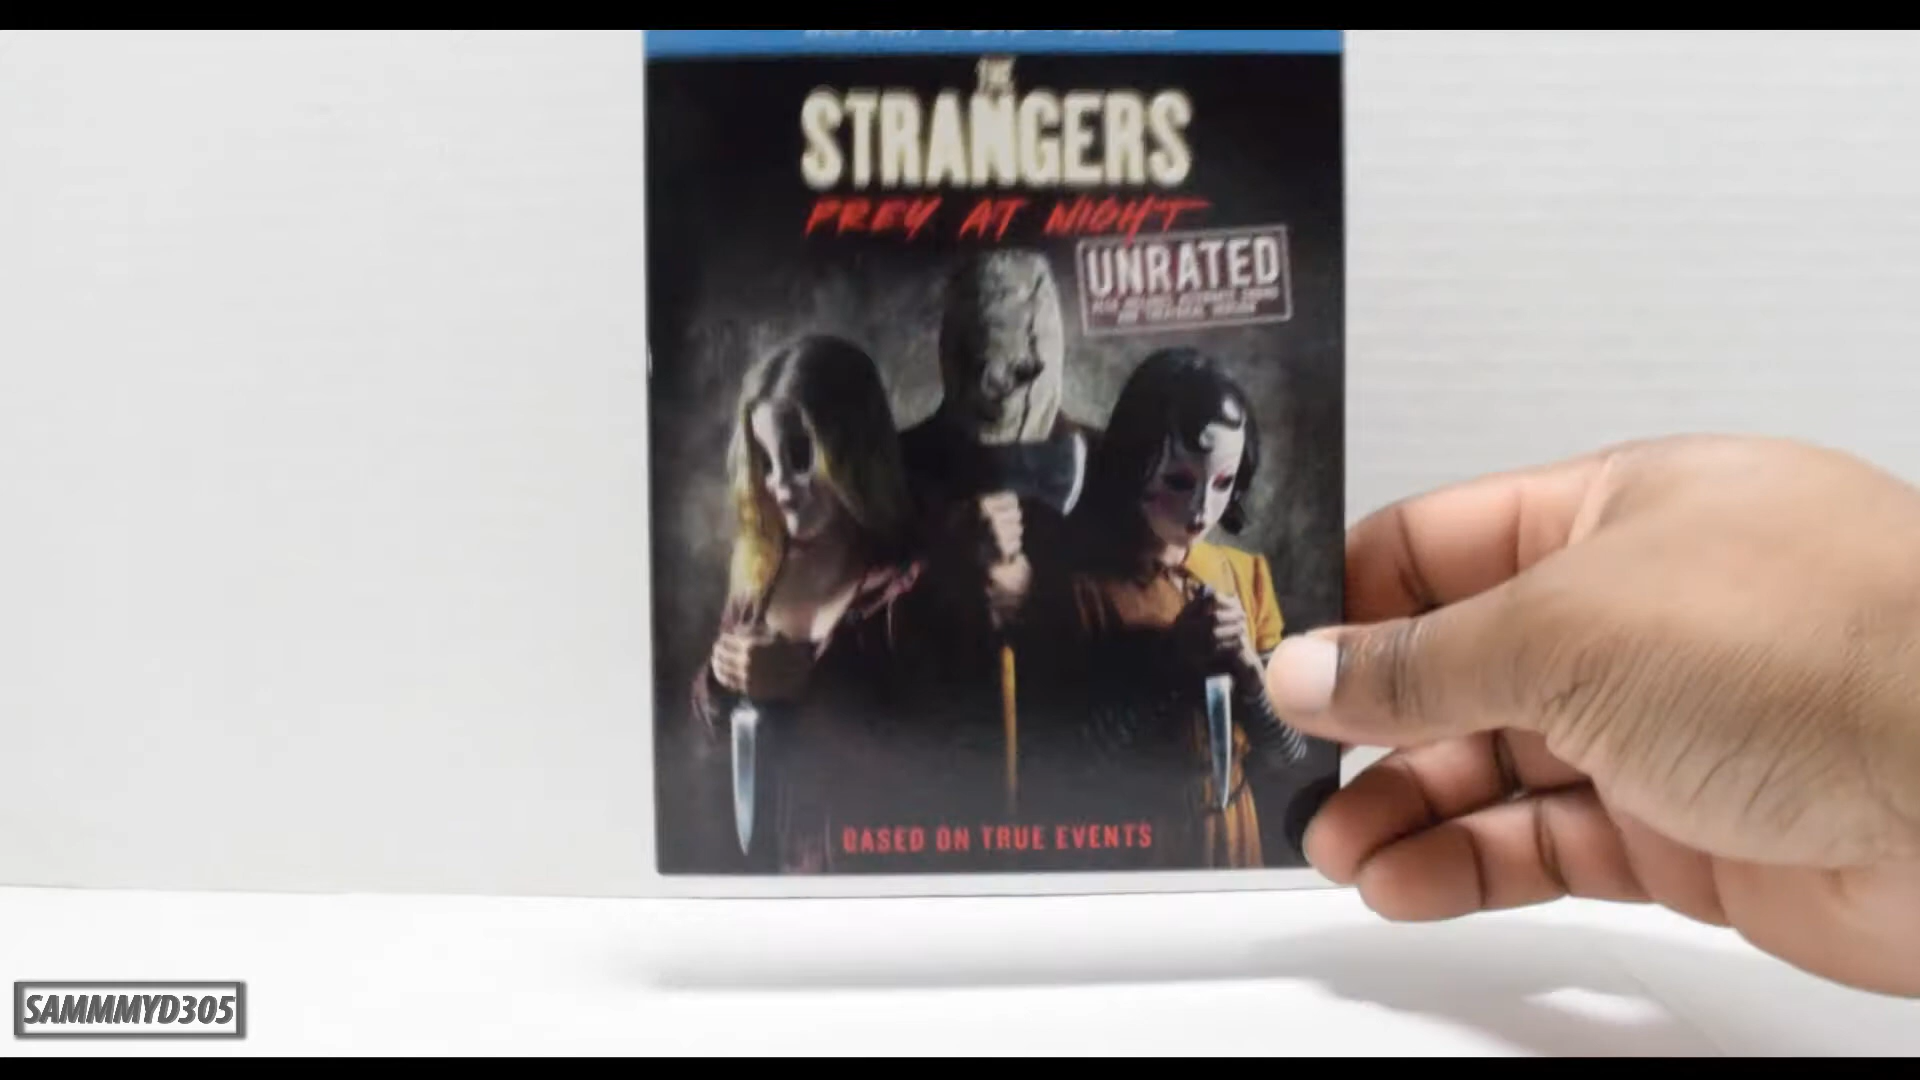 THE
STRANGERS
PREY AT NIGHT
UNRATED
BASED ON TRUE EVENTS
SAMMMYD305